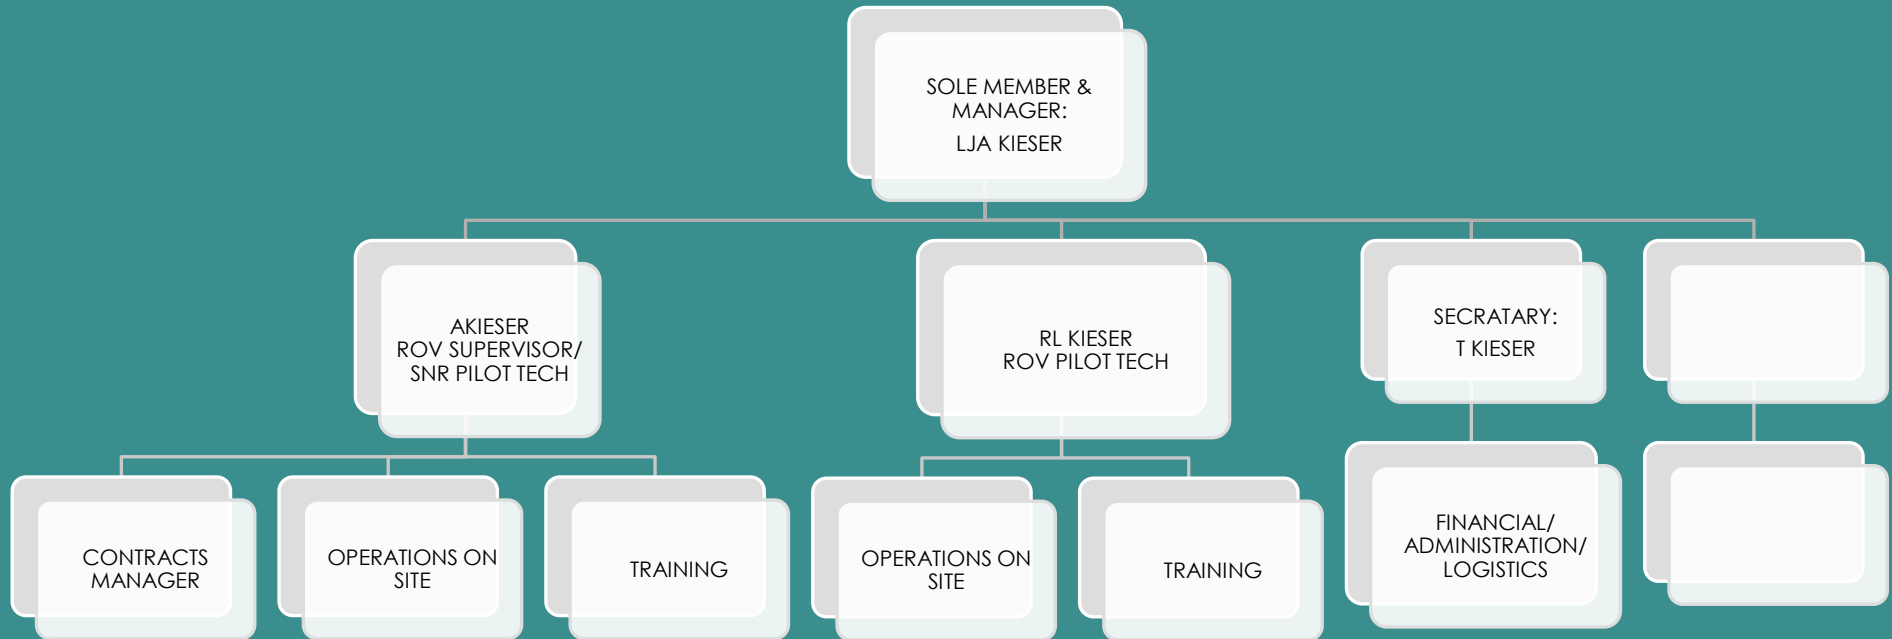 SOLE MEMBER &
MANAGER:
LJA KIESER
AKIESER
ROV SUPERVISOR/
SNR PILOT TECH
RL KIESER
ROV PILOT TECH
SECRATARY:
T KIESER
CONTRACTS
MANAGER
OPERATIONS ON
SITE
TRAINING
OPERATIONS ON
SITE
TRAINING
FINANCIAL/
ADMINISTRATION/
LOGISTICS